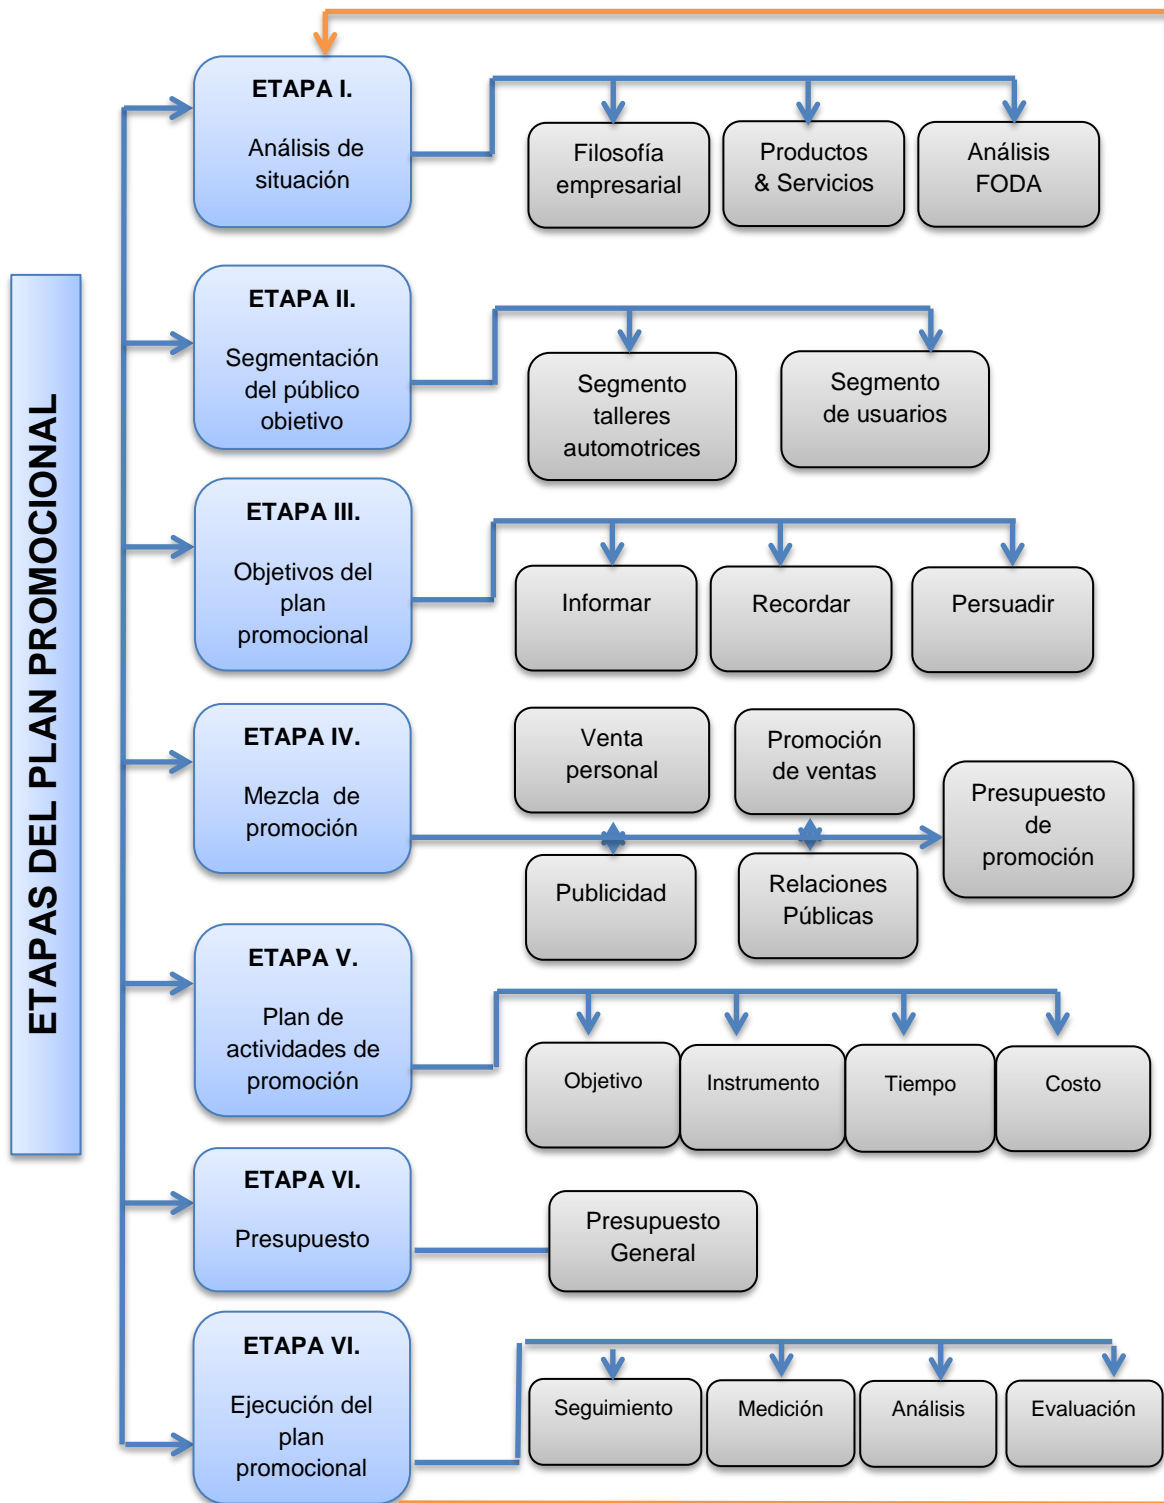 ETAPAS DEL PLAN PROMOCIONAL
ETAPA I.
Análisis de
situación
Filosofía
empresarial
Productos
& Servicios
Análisis
FODA
ETAPA II.
Segmentación
del público
objetivo
Segmento
talleres
automotrices
Segmento
de usuarios
ETAPA III.
Objetivos del
plan
promocional
Informar
Recordar
Persuadir
ETAPA IV.
Mezcla de
promoción
Venta
personal
Promoción
de ventas
Publicidad
Relaciones
Públicas
Presupuesto
de
promoción
ETAPA V.
Plan de
actividades de
promoción
Objetivo
Instrumento
Tiempo
Costo
ETAPA VI.
Presupuesto
Presupuesto
General
ETAPA VI.
Ejecución del
plan
promocional
Seguimiento
Medición
Análisis
Evaluación